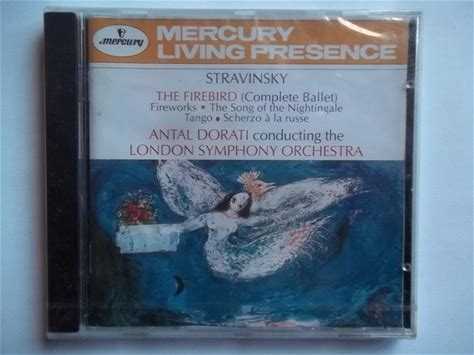 mercury
MERCURY
LIVING PRESENCE
STRAVINSKY
THE FIREBIRD (Complete Ballet)
Fireworks • The Song of the Nightingale
Tango • Scherzo à la russe
ANTAL DORATI conducting the
LONDON SYMPHONY ORCHESTRA